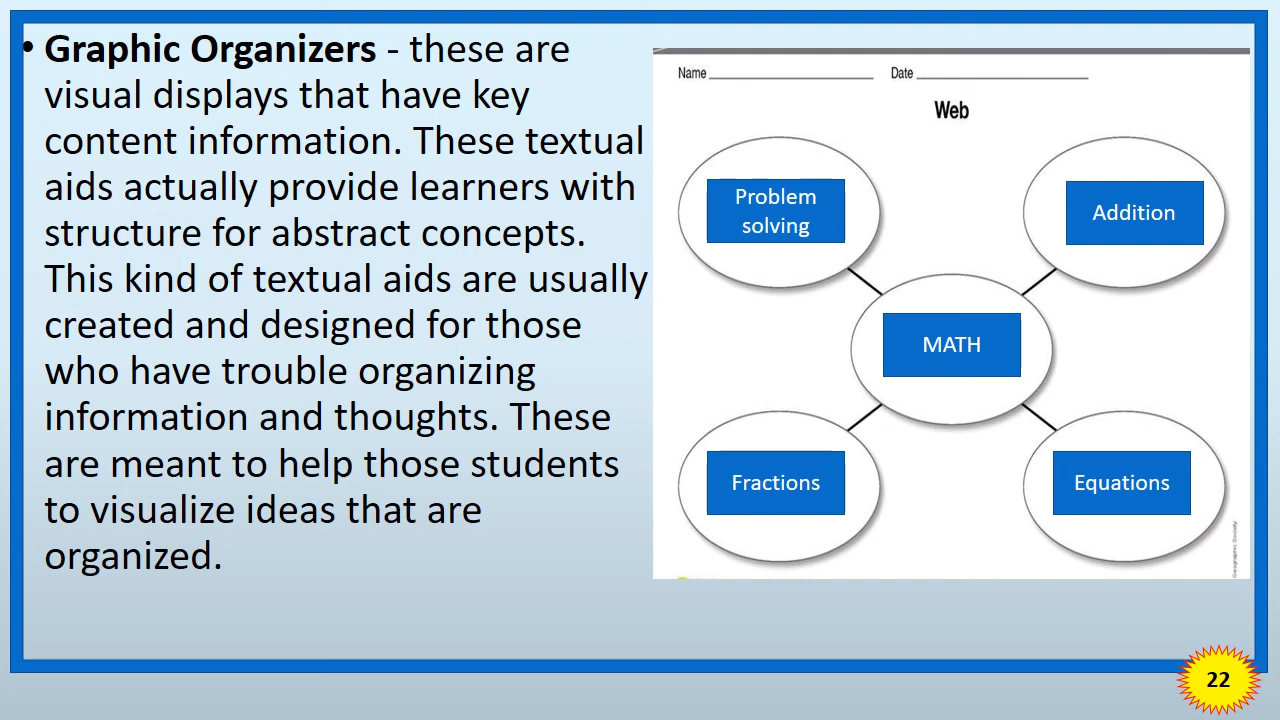 • Graphic Organizers - these are
visual displays that have key
content information. These textual
aids actually provide learners with
structure for abstract concepts.
This kind of textual aids are usually
created and designed for those
who have trouble organizing
information and thoughts. These
are meant to help those students
to visualize ideas that are
organized.
Name
Date
Web
Problem
solving
Addition
MATH
Fractions
Equations
Geographic Society
22